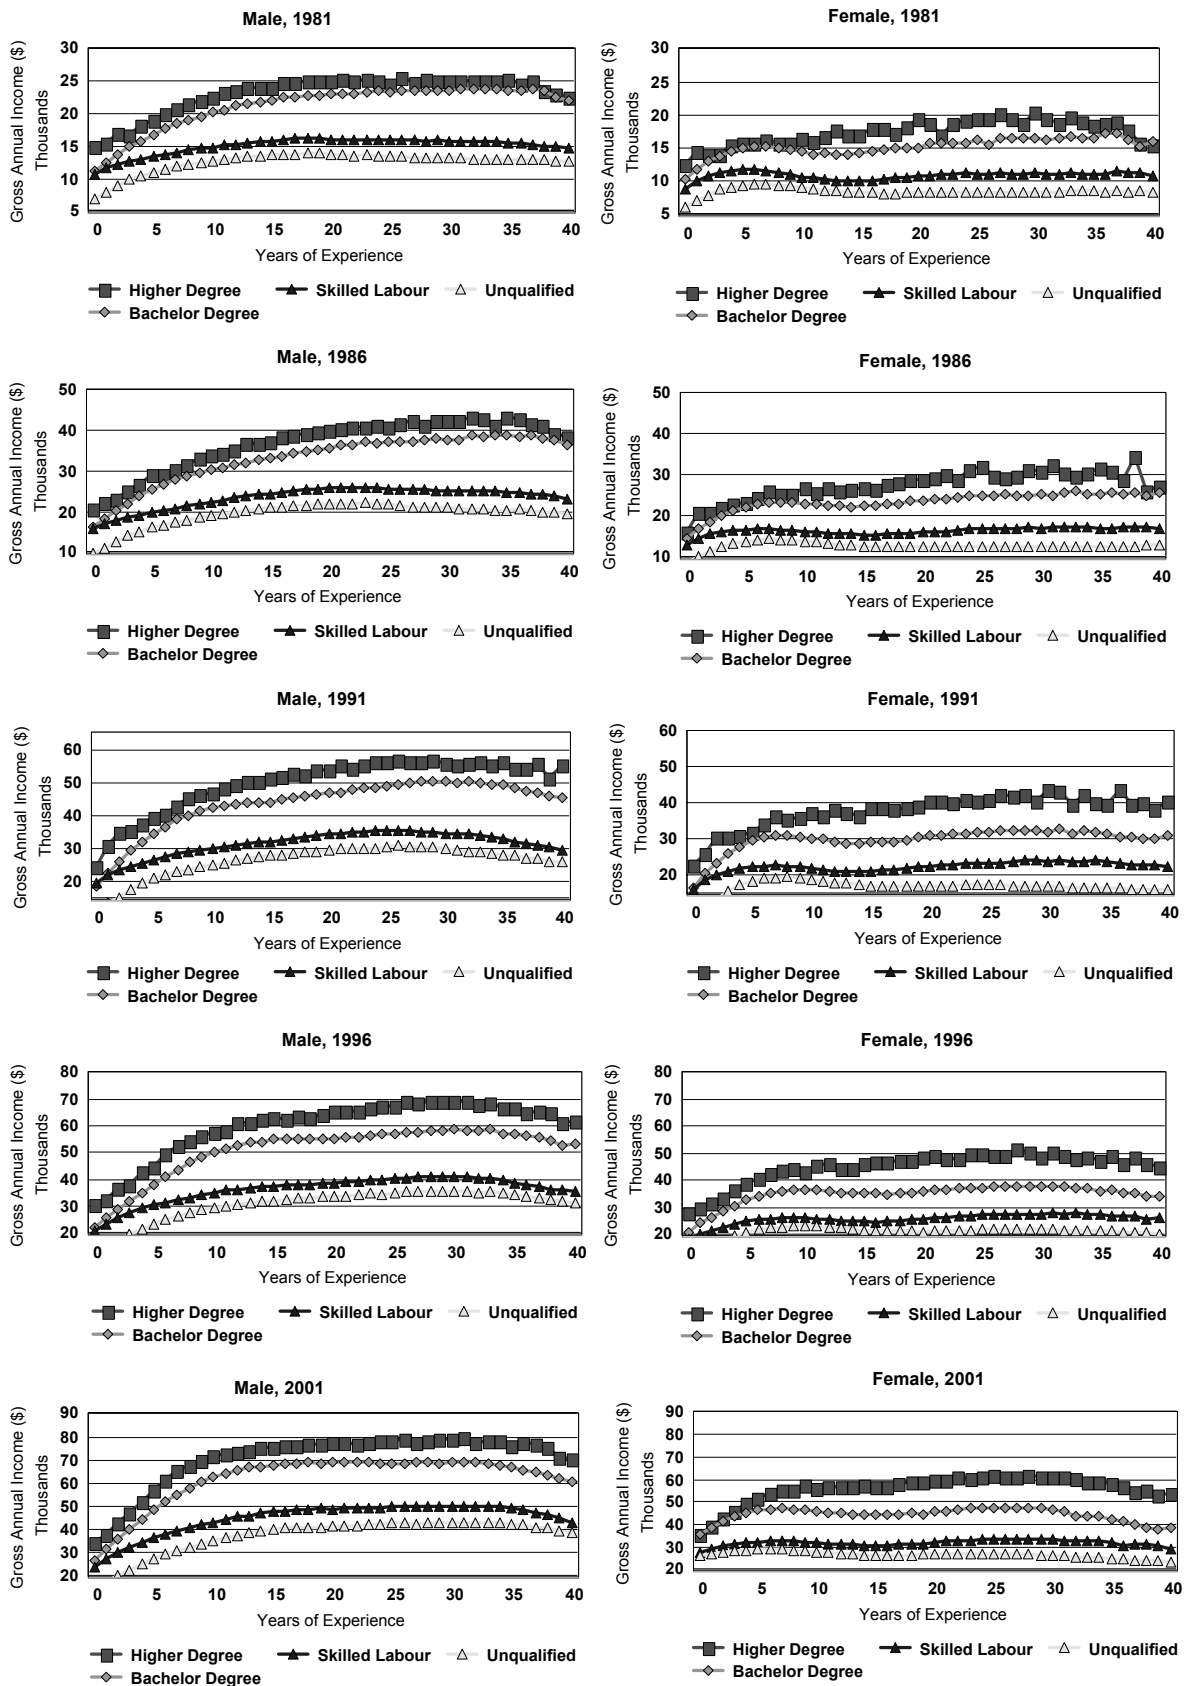 Male, 1981
Gross Annual Income ($)
Thousands
30
25
20
15
10
5
0 5 10 15 20 25 30 35 40
Years of Experience
Higher Degree Skilled Labour Unqualified
Bachelor Degree
Female, 1981
Gross Annual Income ($)
Thousands
30
25
20
15
10
5
0 5 10 15 20 25 30 35 40
Years of Experience
Higher Degree Skilled Labour Unqualified
Bachelor Degree
Male, 1986
Gross Annual Income ($)
Thousands
50
40
30
20
10
0 5 10 15 20 25 30 35 40
Years of Experience
Higher Degree Skilled Labour Unqualified
Bachelor Degree
Female, 1986
Gross Annual Income ($)
Thousands
50
40
30
20
10
0 5 10 15 20 25 30 35 40
Years of Experience
Higher Degree Skilled Labour Unqualified
Bachelor Degree
Male, 1991
Gross Annual Income ($)
Thousands
60
50
40
30
20
0 5 10 15 20 25 30 35 40
Years of Experience
Higher Degree Skilled Labour Unqualified
Bachelor Degree
Female, 1991
Gross Annual Income ($)
Thousands
60
50
40
30
20
0 5 10 15 20 25 30 35 40
Years of Experience
Higher Degree Skilled Labour Unqualified
Bachelor Degree
Male, 1996
Gross Annual Income ($)
Thousands
80
70
60
50
40
30
20
0 5 10 15 20 25 30 35 40
Years of Experience
Higher Degree Skilled Labour Unqualified
Bachelor Degree
Female, 1996
Gross Annual Income ($)
Thousands
80
70
60
50
40
30
20
0 5 10 15 20 25 30 35 40
Years of Experience
Higher Degree Skilled Labour Unqualified
Bachelor Degree
Male, 2001
Gross Annual Income ($)
Thousands
90
80
70
60
50
40
30
20
0 5 10 15 20 25 30 35 40
Years of Experience
Higher Degree Skilled Labour Unqualified
Bachelor Degree
Female, 2001
Gross Annual Income ($)
Thousands
90
80
70
60
50
40
30
20
0 5 10 15 20 25 30 35 40
Years of Experience
Higher Degree Skilled Labour Unqualified
Bachelor Degree